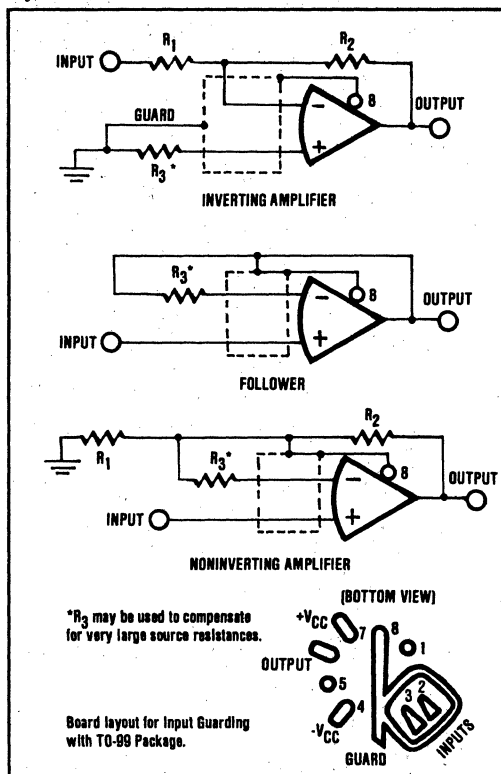 R1
R2
INPUT
8
GUARD
OUTPUT
−
+
R3*
INVERTING AMPLIFIER
R3*
−
8
OUTPUT
INPUT
+
FOLLOWER
R1
R2
R3*
−
8
OUTPUT
INPUT
+
NONINVERTING AMPLIFIER
*R3 may be used to compensate
for very large source resistances.
(BOTTOM VIEW)
+VCC
7
8
1
OUTPUT
5
3
2
4
-VCC
INPUTS
GUARD
Board layout for Input Guarding
with TO-99 Package.